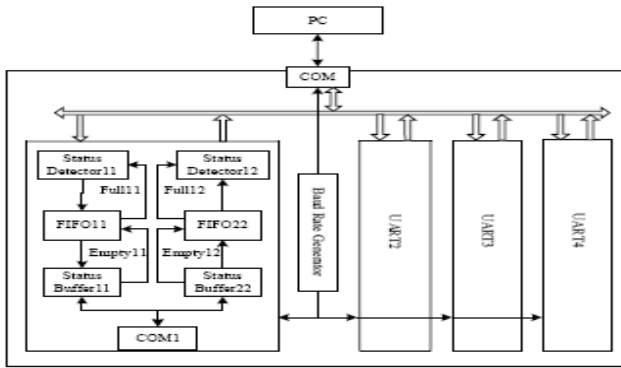 PC
COM
Status
Detector11
Status
Detector12
Full11
Full12
FIFO11
FIFO22
Empty11
Empty12
Status
Buffer11
Status
Buffer22
COM1
Baud Rate Generator
UART2
UART3
UART4